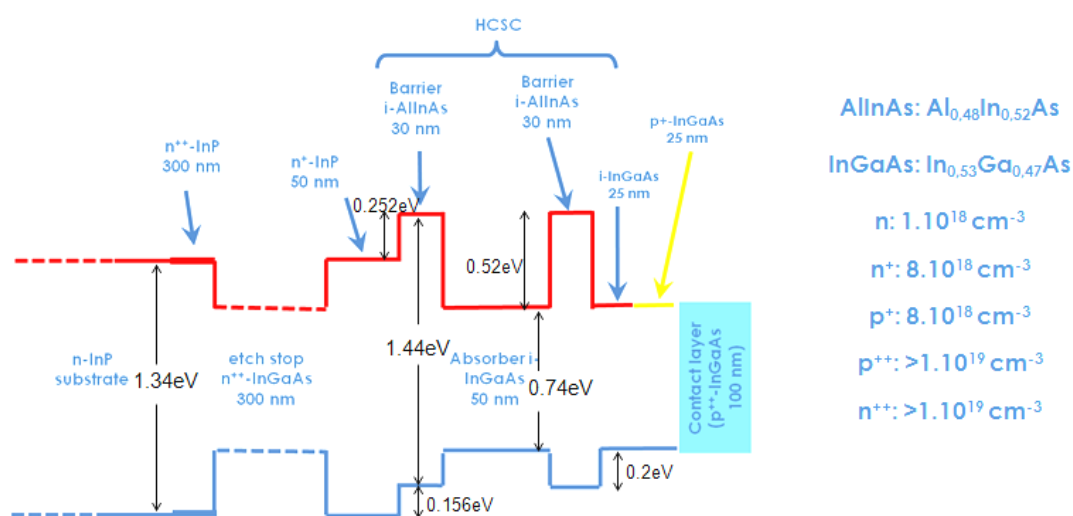 HCSC
Barrier
i-AlInAs
30 nm
Barrier
i-AlInAs
30 nm
p+-InGaAs
25 nm
n⁺⁺-InP
300 nm
n⁺-InP
50 nm
i-InGaAs
25 nm
0.252eV
0.52eV
n-InP
substrate
1.34eV
etch stop
n⁺⁺-InGaAs
300 nm
1.44eV
Absorber i-
InGaAs
50 nm
0.74eV
Contact layer
(p⁺⁺-InGaAs
100 nm)
0.156eV
0.2eV
AlInAs: Al₀,₄₈In₀,₅₂As
InGaAs: In₀,₅₃Ga₀,₄₇As
n: 1.10¹⁸ cm⁻³
n⁺: 8.10¹⁸ cm⁻³
p⁺: 8.10¹⁸ cm⁻³
p⁺⁺: >1.10¹⁹ cm⁻³
n⁺⁺: >1.10¹⁹ cm⁻³